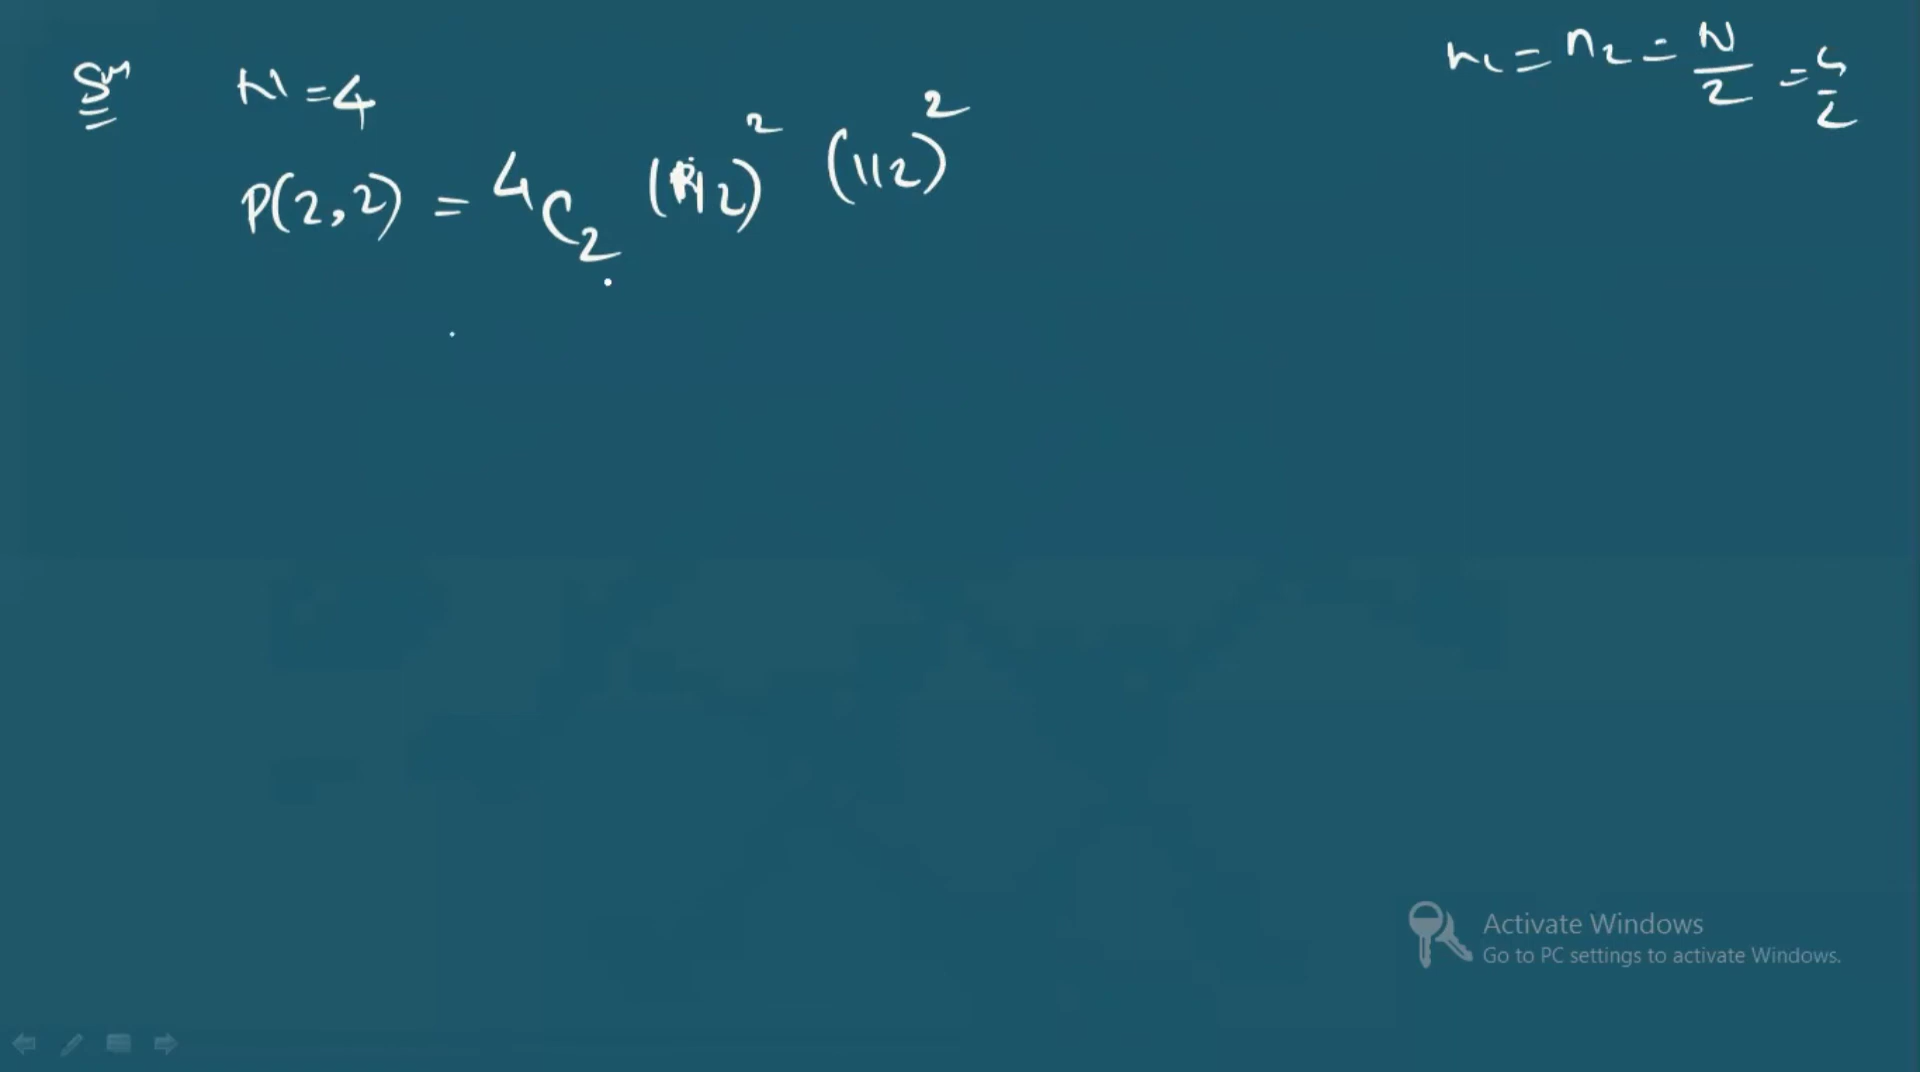 Soln N = 4
n1 = n2 = N/2 = 4/2
P(2,2) = 4C2 (1/2)² (1/2)²
Activate Windows
Go to PC settings to activate Windows.